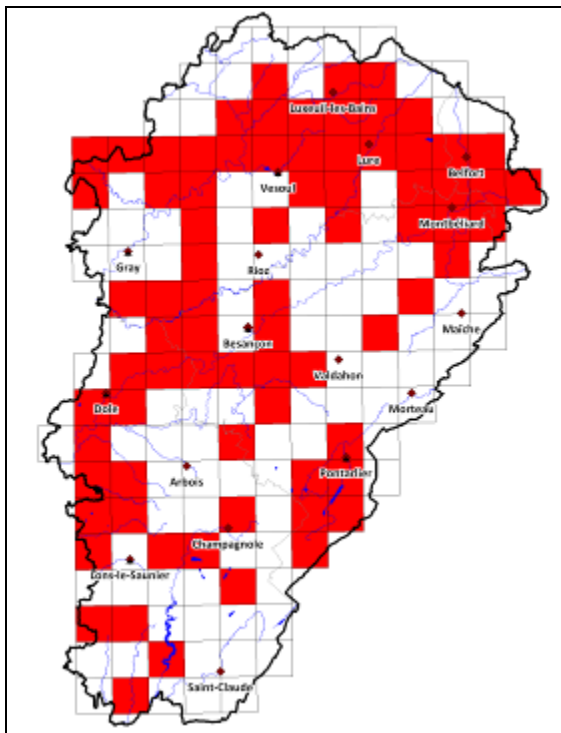 Luxeuil-les-Bains
Lure
Belfort
Vesoul
Montbéliard
Gray
Rioz
Besançon
Maîche
Valdahon
Dole
Morteau
Pontarlier
Arbois
Champagnole
Lons-le-Saunier
Saint-Claude